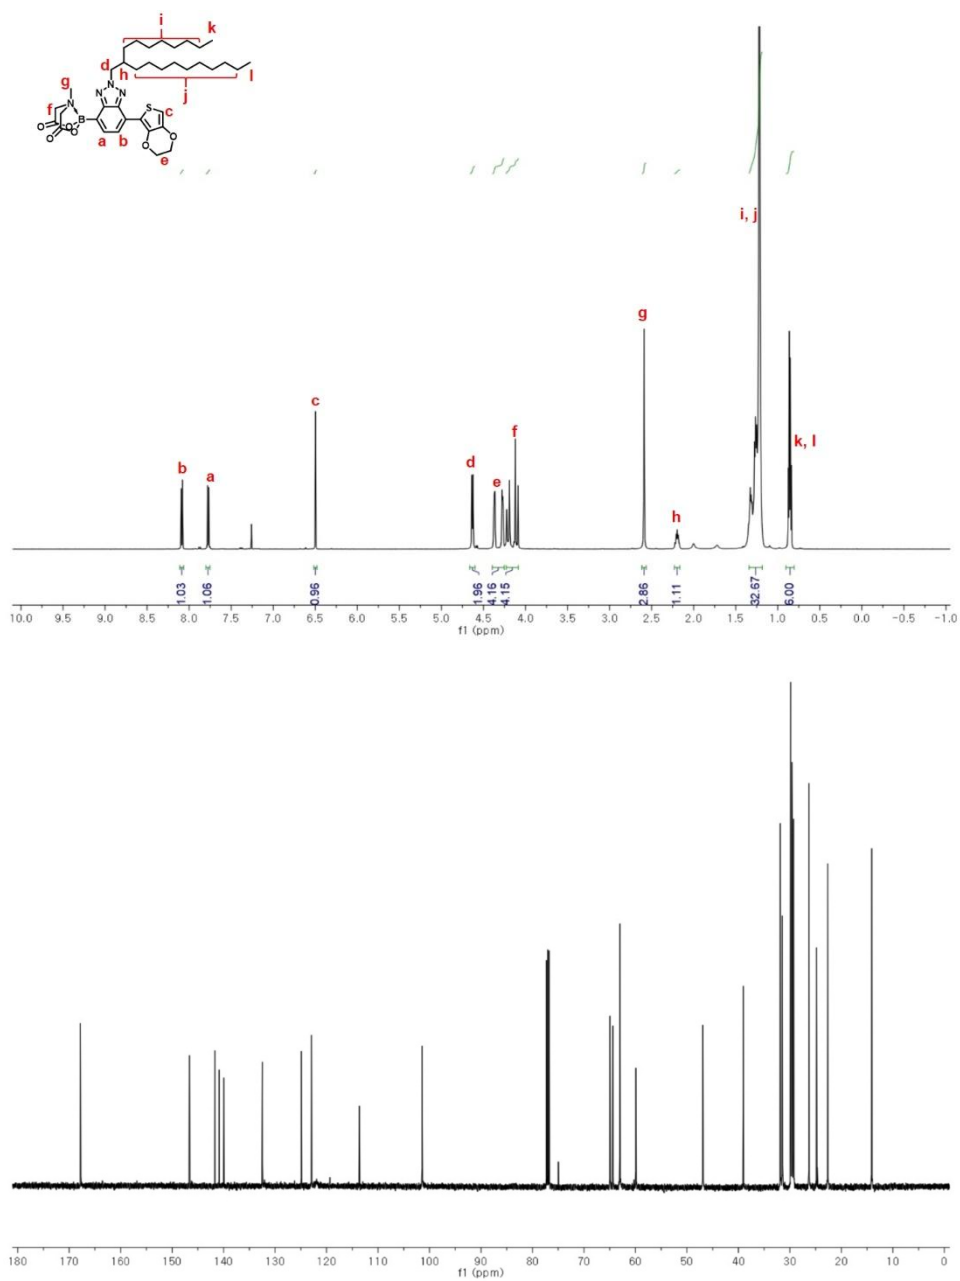 i
k
d
h
l
g
N
j
N
N
f
N
S
c
B
O
O
O
O
a
b
O
O
e
i, j
g
c
k, l
b
d
a
f
e
h
1.03
1.06
0.96
1.96
4.16
4.15
2.86
1.11
32.67
6.00
10.0 9.5 9.0 8.5 8.0 7.5 7.0 6.5 6.0 5.5 5.0 4.5 4.0 3.5 3.0 2.5 2.0 1.5 1.0 0.5 0.0 -0.5 -1.0
f1 (ppm)
180 170 160 150 140 130 120 110 100 90 80 70 60 50 40 30 20 10 0
f1 (ppm)